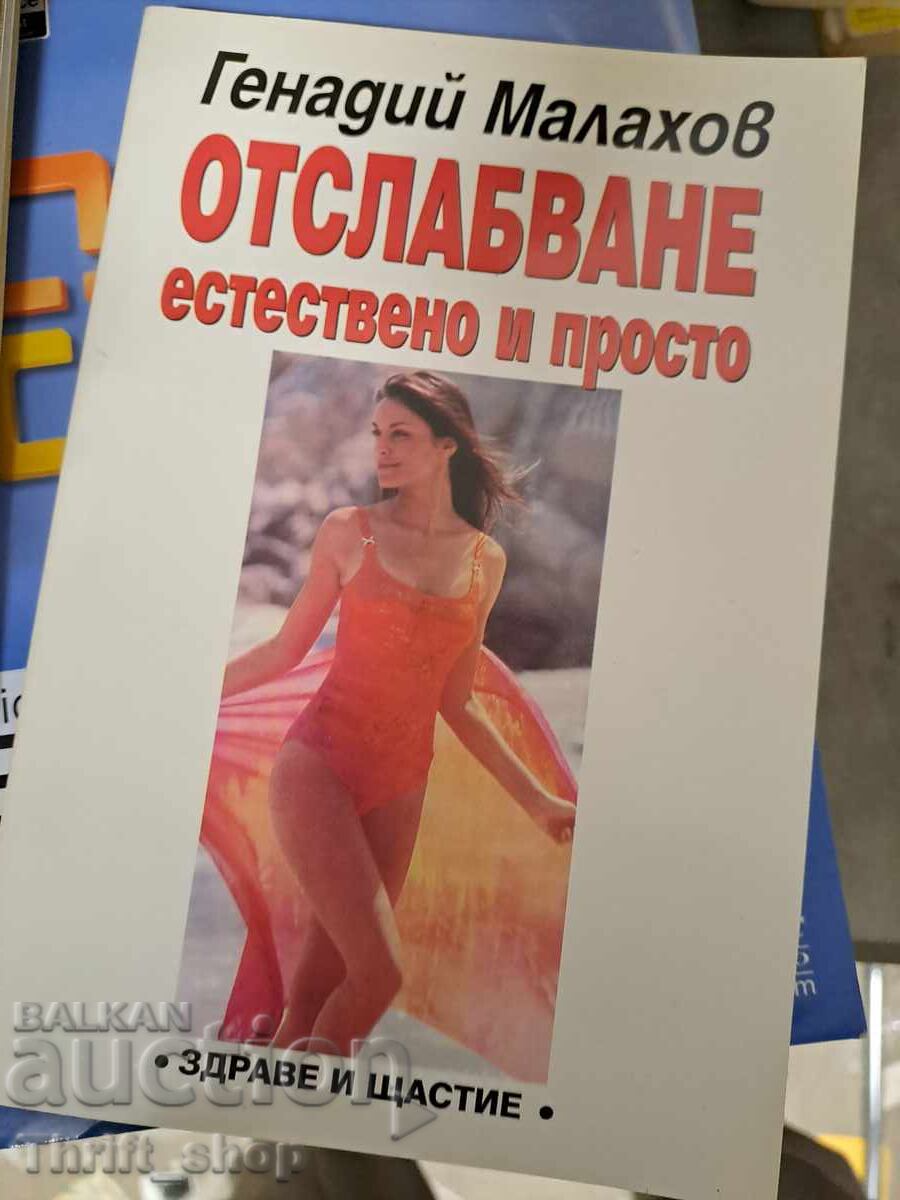 Генадий Малахов
ОТСЛАБВАНЕ
естествено и просто
• ЗДРАВЕ И ЩАСТИЕ •
BALKAN
auction
Thrift_shop